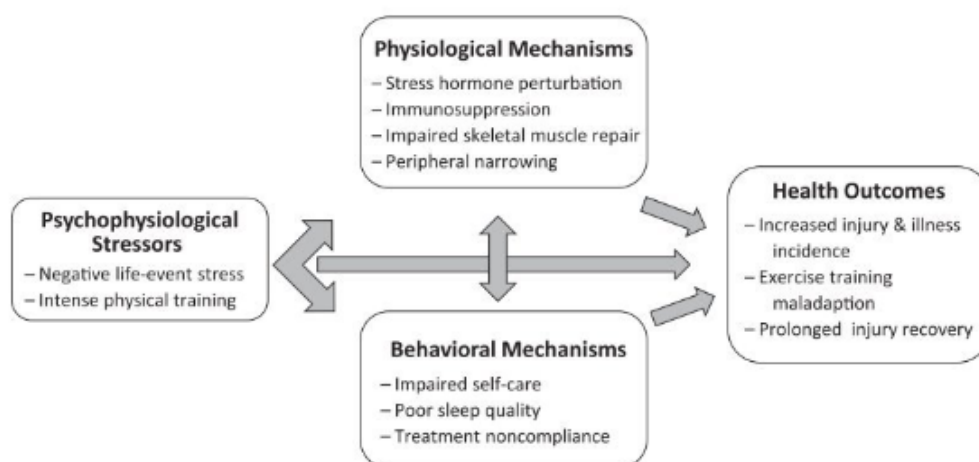 Physiological Mechanisms
– Stress hormone perturbation
– Immunosuppression
– Impaired skeletal muscle repair
– Peripheral narrowing
Psychophysiological
Stressors
– Negative life-event stress
– Intense physical training
Health Outcomes
– Increased injury & illness
incidence
– Exercise training
maladaption
– Prolonged injury recovery
Behavioral Mechanisms
– Impaired self-care
– Poor sleep quality
– Treatment noncompliance